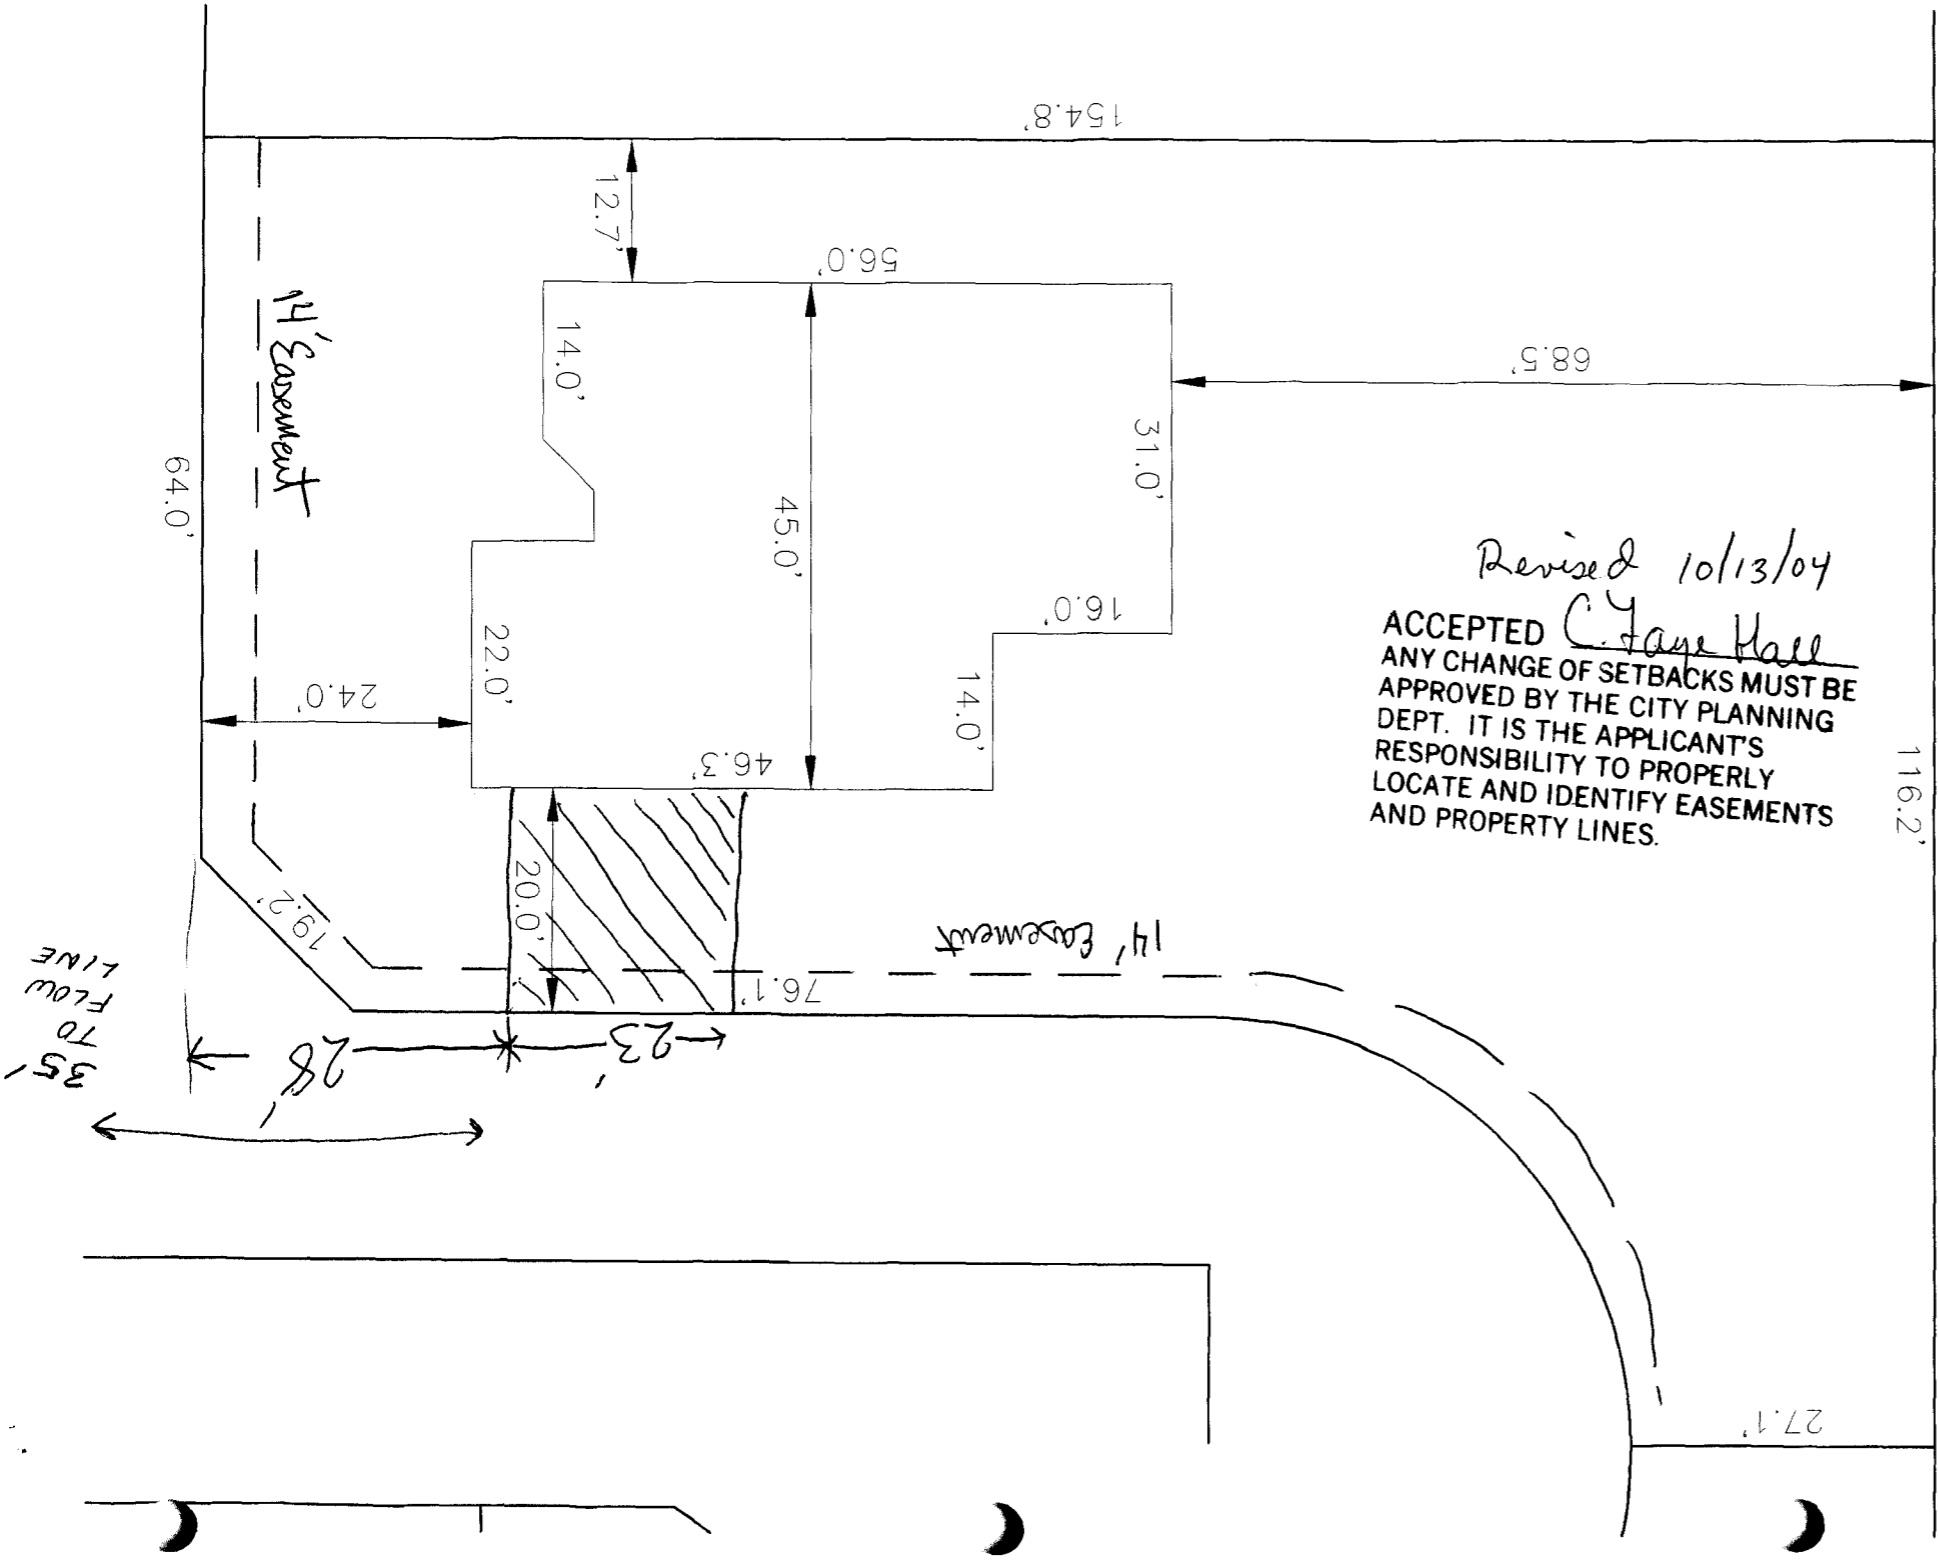 154.8'
12.7'
56.0'
14.0'
14' Easement
68.5'
31.0'
64.0'
45.0'
Revised 10/13/04
ACCEPTED C. Faye Hall
ANY CHANGE OF SETBACKS MUST BE
APPROVED BY THE CITY PLANNING
DEPT. IT IS THE APPLICANT'S
RESPONSIBILITY TO PROPERLY
LOCATE AND IDENTIFY EASEMENTS
AND PROPERTY LINES.
16.0'
22.0'
24.0'
14.0'
46.3'
116.2'
20.0'
19.2'
14' Easement
76.1'
23'
28'
35'
TO
FLOW
LINE
27.1'